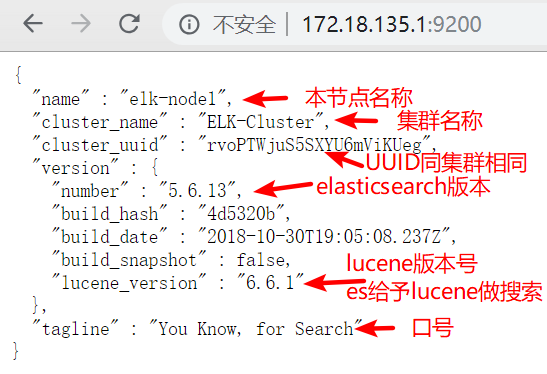 不安全 172.18.135.1:9200
{
"name" : "elk-node1", 本节点名称
"cluster_name" : "ELK-Cluster", 集群名称
"cluster_uuid" : "rvoPTWjuS5SXYU6mViKUeg", UUID同集群相同
"version" : {
"number" : "5.6.13", elasticsearch版本
"build_hash" : "4d5320b",
"build_date" : "2018-10-30T19:05:08.237Z",
"build_snapshot" : false, lucene版本号
"lucene_version" : "6.6.1" es给予lucene做搜索
},
"tagline" : "You Know, for Search" 口号
}